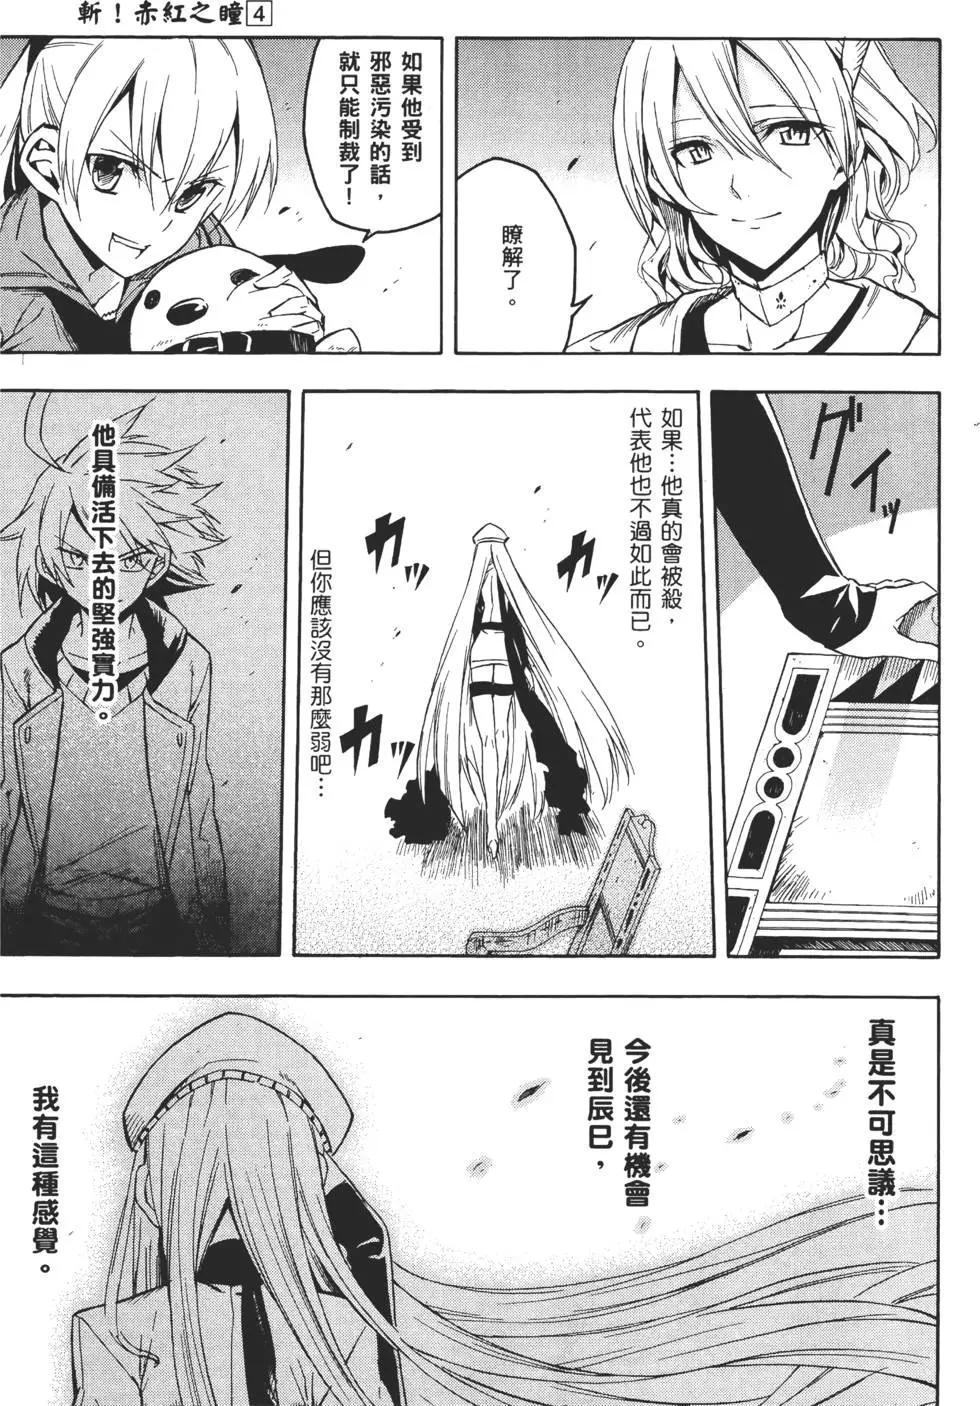 斬！赤紅之瞳4
瞭解了。
如果他受到
邪惡污染的話，
就只能制裁了！
グイッ
如果…他真的會被殺，
代表他也不過如此而已。
カッ
カッ
カッ
但你應該沒有那麼弱吧…
他具備活下去的堅強實力。
真是不可思議…
今後還有機會
見到辰巳，
我有這種感覺。